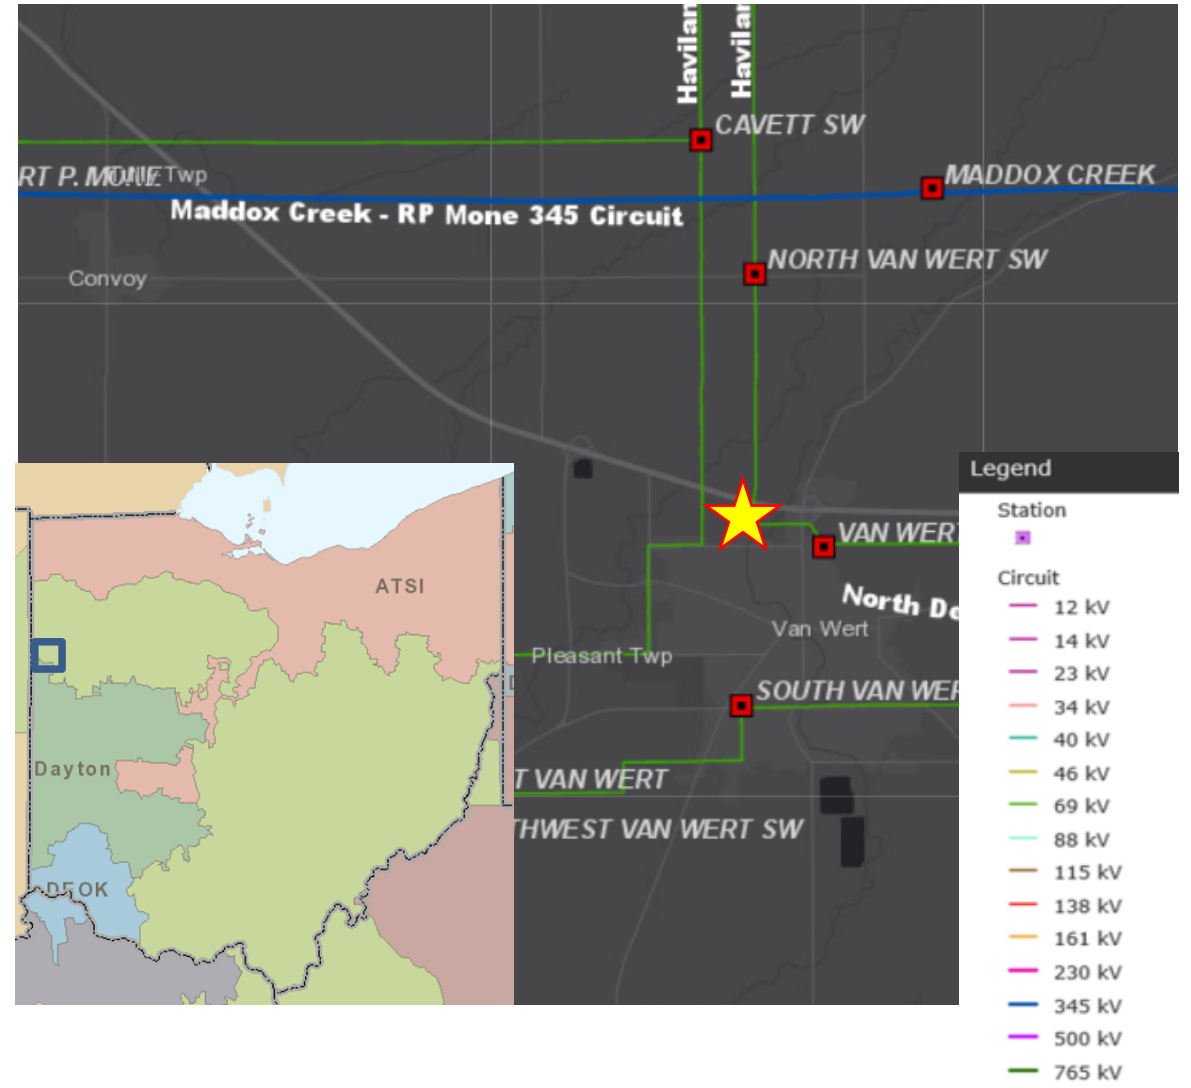 Havilan
Havilar
CAVETT SW
RT P. MONE
Tully Twp
MADDOX CREEK
Maddox Creek - RP Mone 345 Circuit
NORTH VAN WERT SW
Convoy
Legend
Station
Circuit
12 kV
14 kV
23 kV
34 kV
40 kV
46 kV
69 kV
88 kV
115 kV
138 kV
161 kV
230 kV
345 kV
500 kV
765 kV
VAN WERT
North Do
Van Wert
Pleasant Twp
SOUTH VAN WER
T VAN WERT
THWEST VAN WERT SW
ATSI
Dayton
DEOK
D